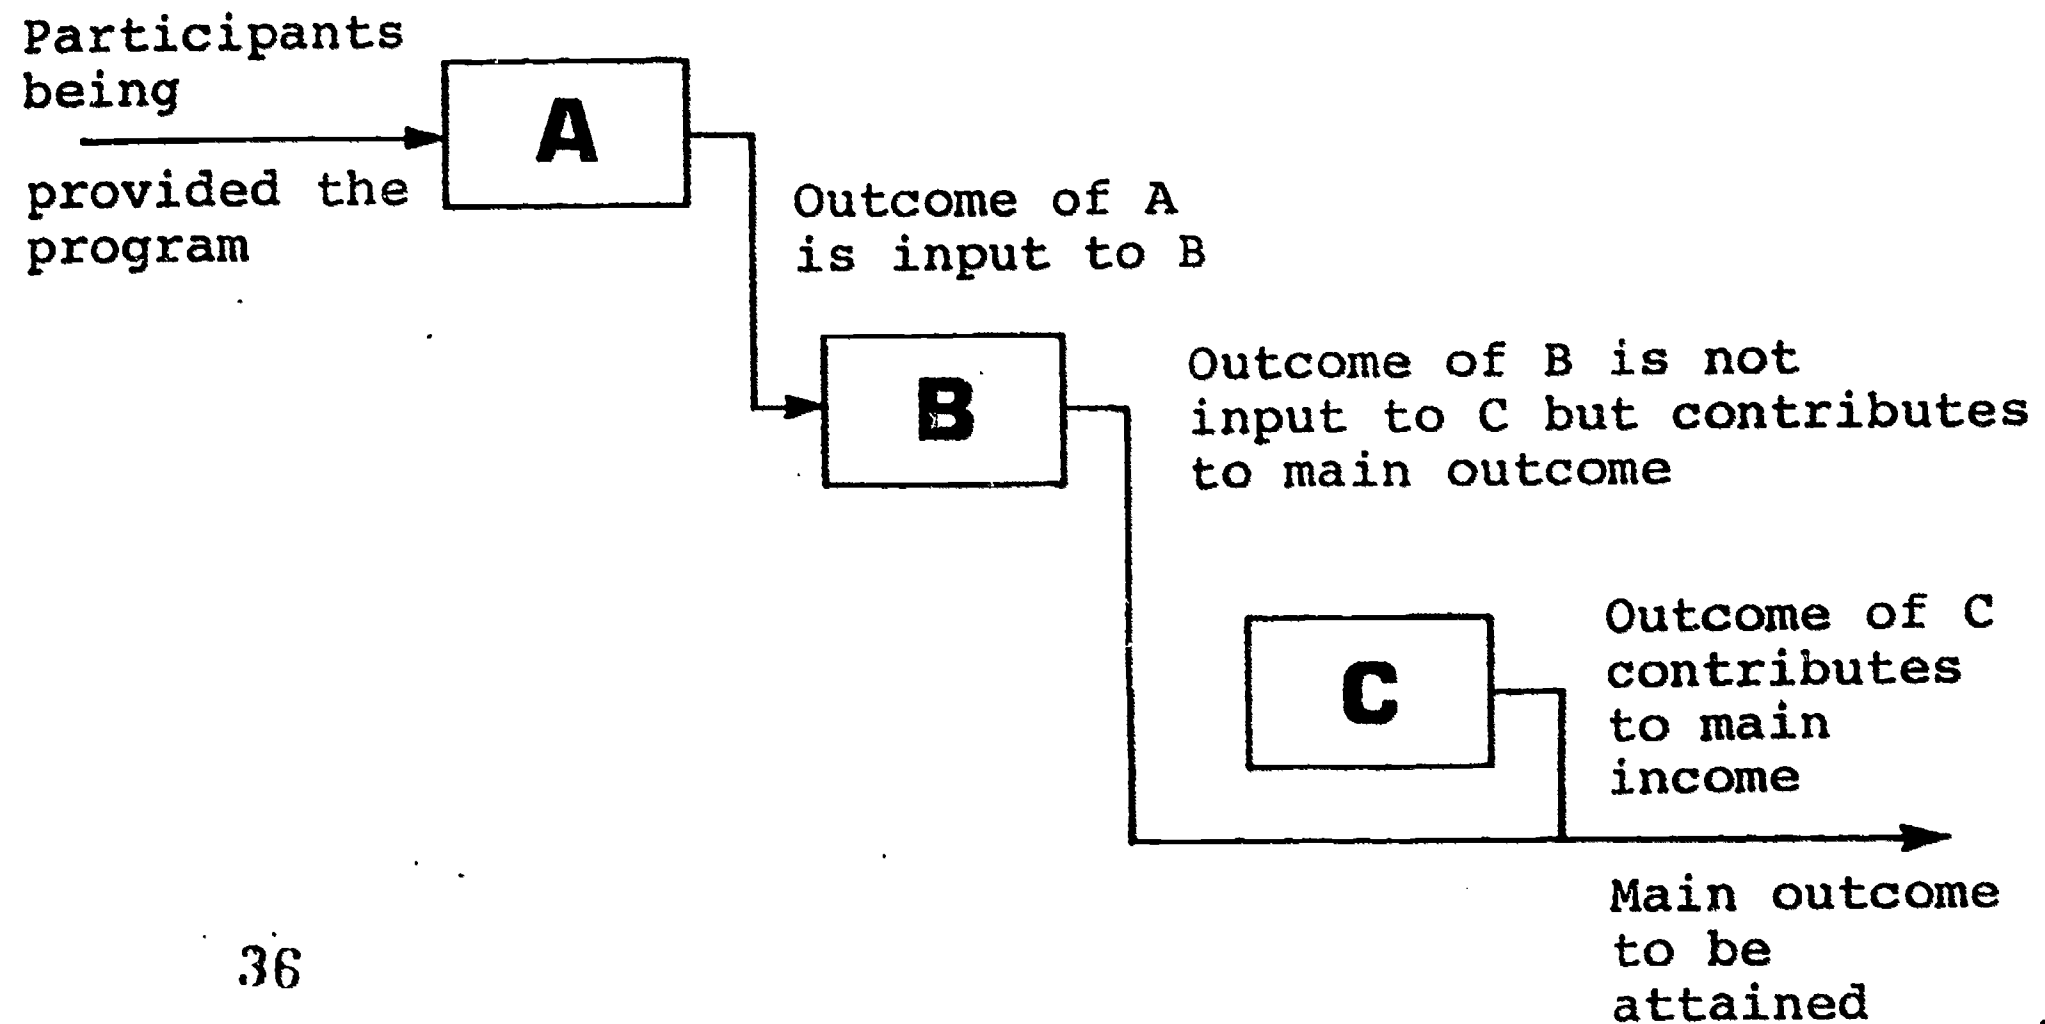 Participants
being
provided the
program
A
Outcome of A
is input to B
B
Outcome of B is not
input to C but contributes
to main outcome
C
Outcome of C
contributes
to main
income
Main outcome
to be
attained
36